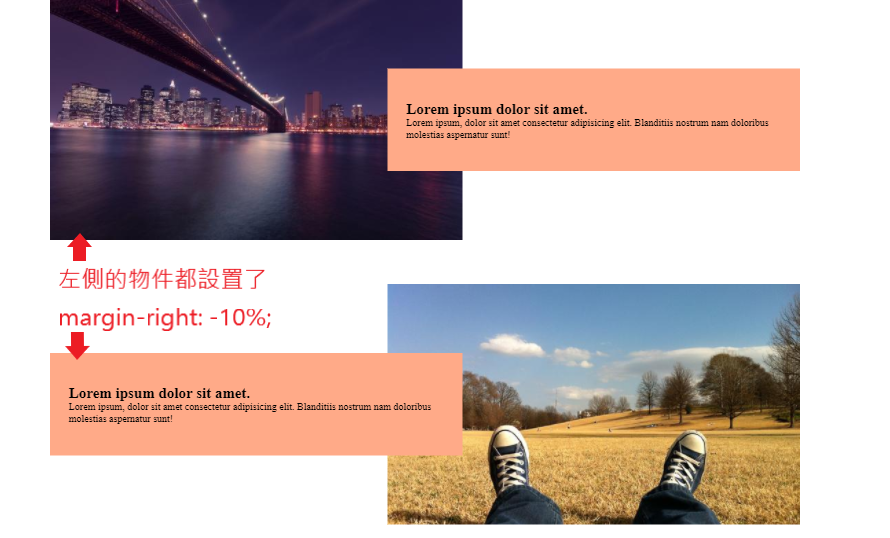 Lorem ipsum dolor sit amet.
Lorem ipsum, dolor sit amet consectetur adipisicing elit. Blanditiis nostrum nam doloribus
molestias aspernatur sunt!
左側的物件都設置了
margin-right: -10%;
Lorem ipsum dolor sit amet.
Lorem ipsum, dolor sit amet consectetur adipisicing elit. Blanditiis nostrum nam doloribus
molestias aspernatur sunt!